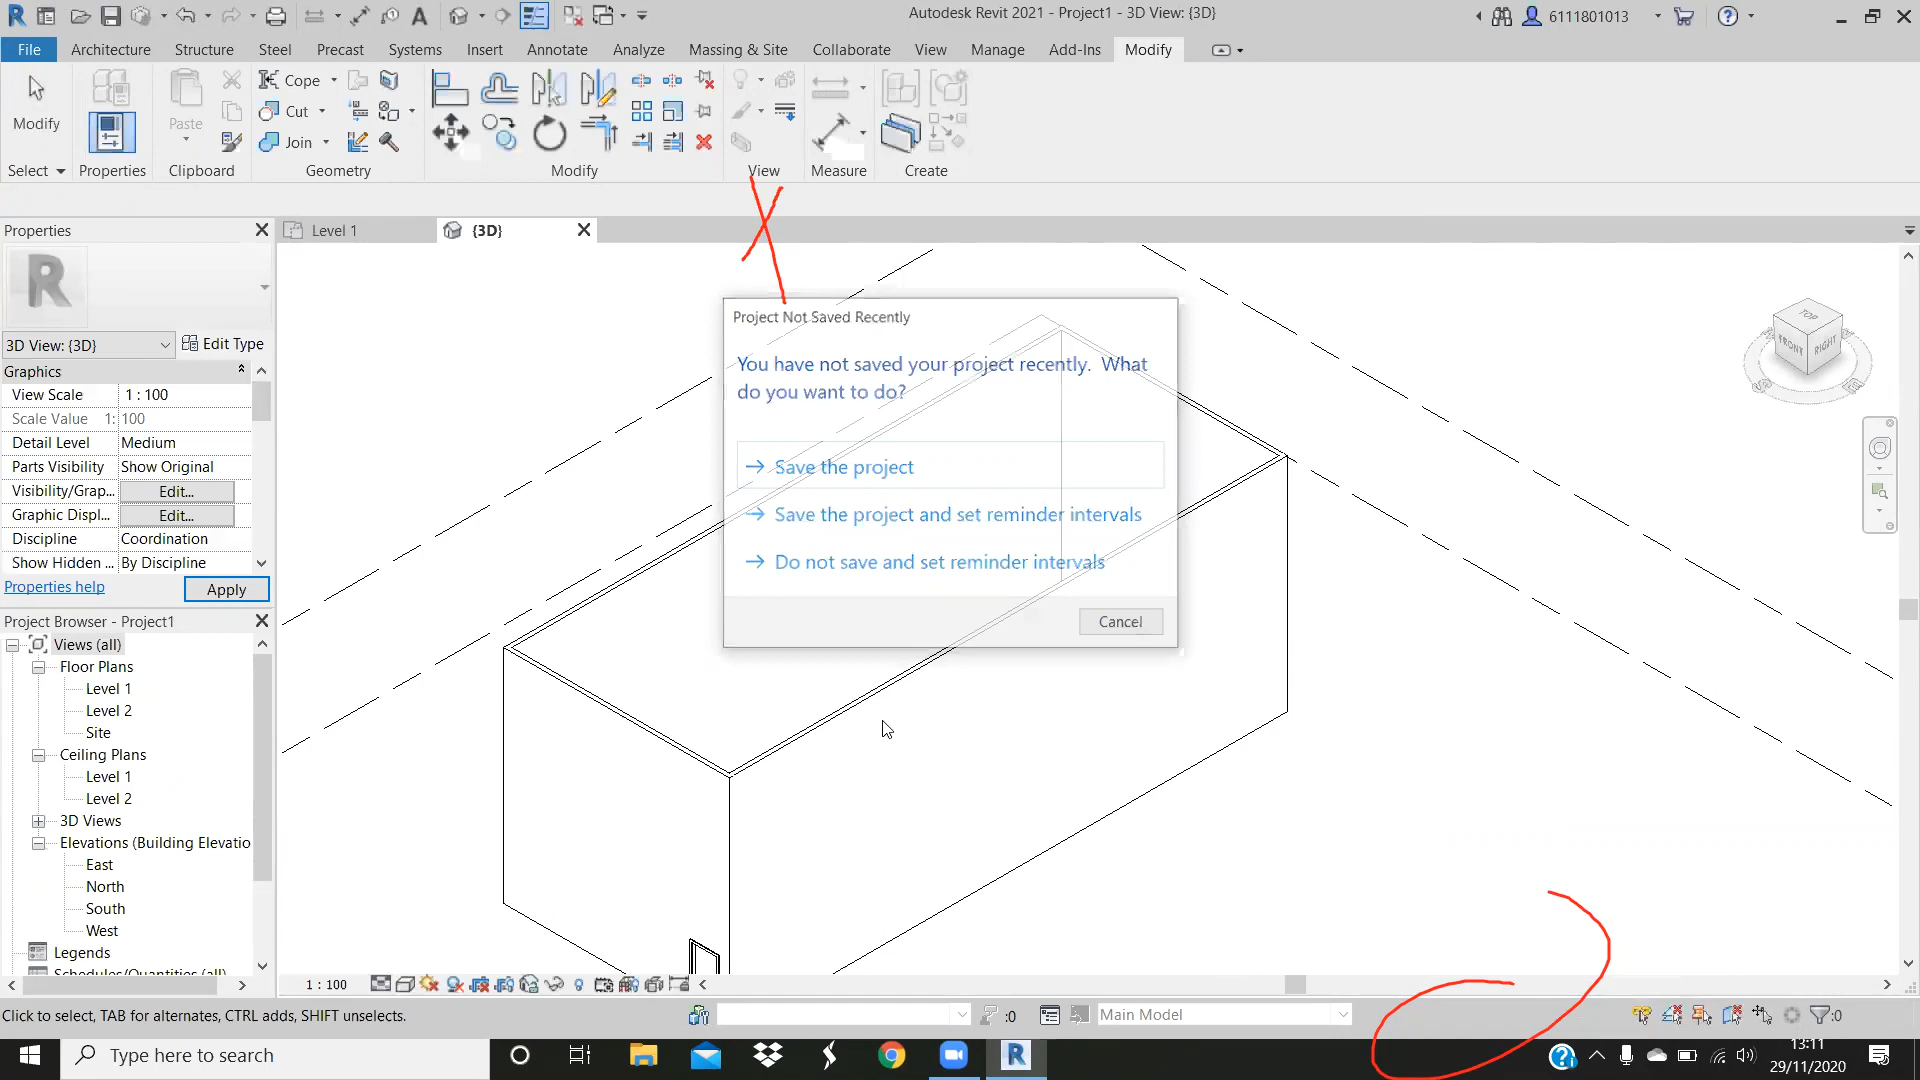 Autodesk Revit 2021 - Project1 - 3D View: {3D}
6111801013
File Architecture Structure Steel Precast Systems Insert Annotate Analyze Massing & Site Collaborate View Manage Add-Ins Modify
Modify
Paste
Cope
Cut
Join
Select Properties Clipboard Geometry Modify View Measure Create
Properties
Level 1
{3D}
R
3D View: {3D}
Edit Type
Graphics
View Scale 1 : 100
Scale Value 1: 100
Detail Level Medium
Parts Visibility Show Original
Visibility/Grap... Edit...
Graphic Displ... Edit...
Discipline Coordination
Show Hidden ... By Discipline
Properties help
Apply
Project Browser - Project1
Views (all)
Floor Plans
Level 1
Level 2
Site
Ceiling Plans
Level 1
Level 2
3D Views
Elevations (Building Elevatio
East
North
South
West
Legends
Schedules/Quantities (all)
TOP
FRONT
RIGHT
S
E
Project Not Saved Recently
You have not saved your project recently. What
do you want to do?
Save the project
Save the project and set reminder intervals
Do not save and set reminder intervals
Cancel
1 : 100
Click to select, TAB for alternates, CTRL adds, SHIFT unselects.
:0
Main Model
:0
Type here to search
13:11
29/11/2020